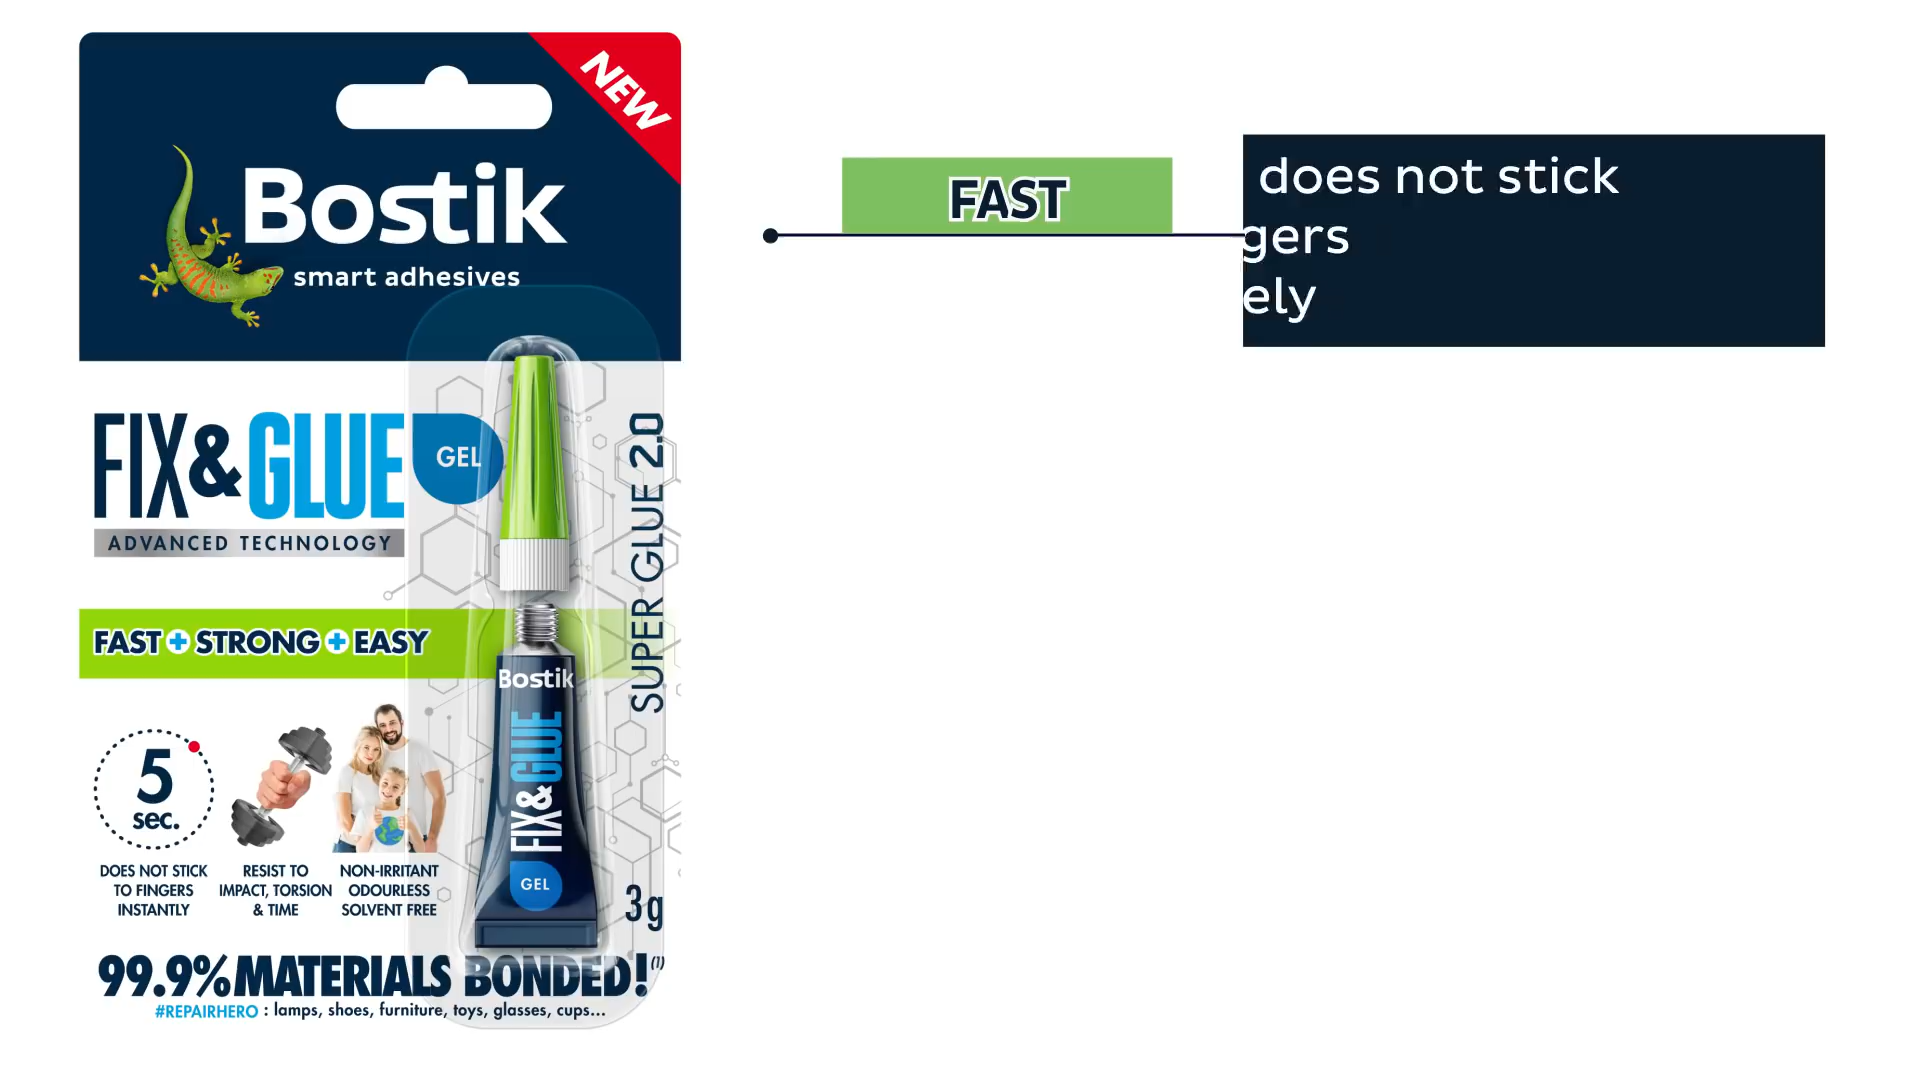 NEW
Bostik
smart adhesives
FIX&GLUE
GEL
ADVANCED TECHNOLOGY
SUPER GLUE 2.0
FAST + STRONG + EASY
Bostik
FIX&GLUE
GEL
5
sec.
DOES NOT STICK
TO FINGERS
INSTANTLY
RESIST TO
IMPACT, TORSION
& TIME
NON-IRRITANT
ODOURLESS
SOLVENT FREE
3g
99.9% MATERIALS BONDED! (1)
#REPAIRHERO : lamps, shoes, furniture, toys, glasses, cups...
FAST
does not stick
gers
ely